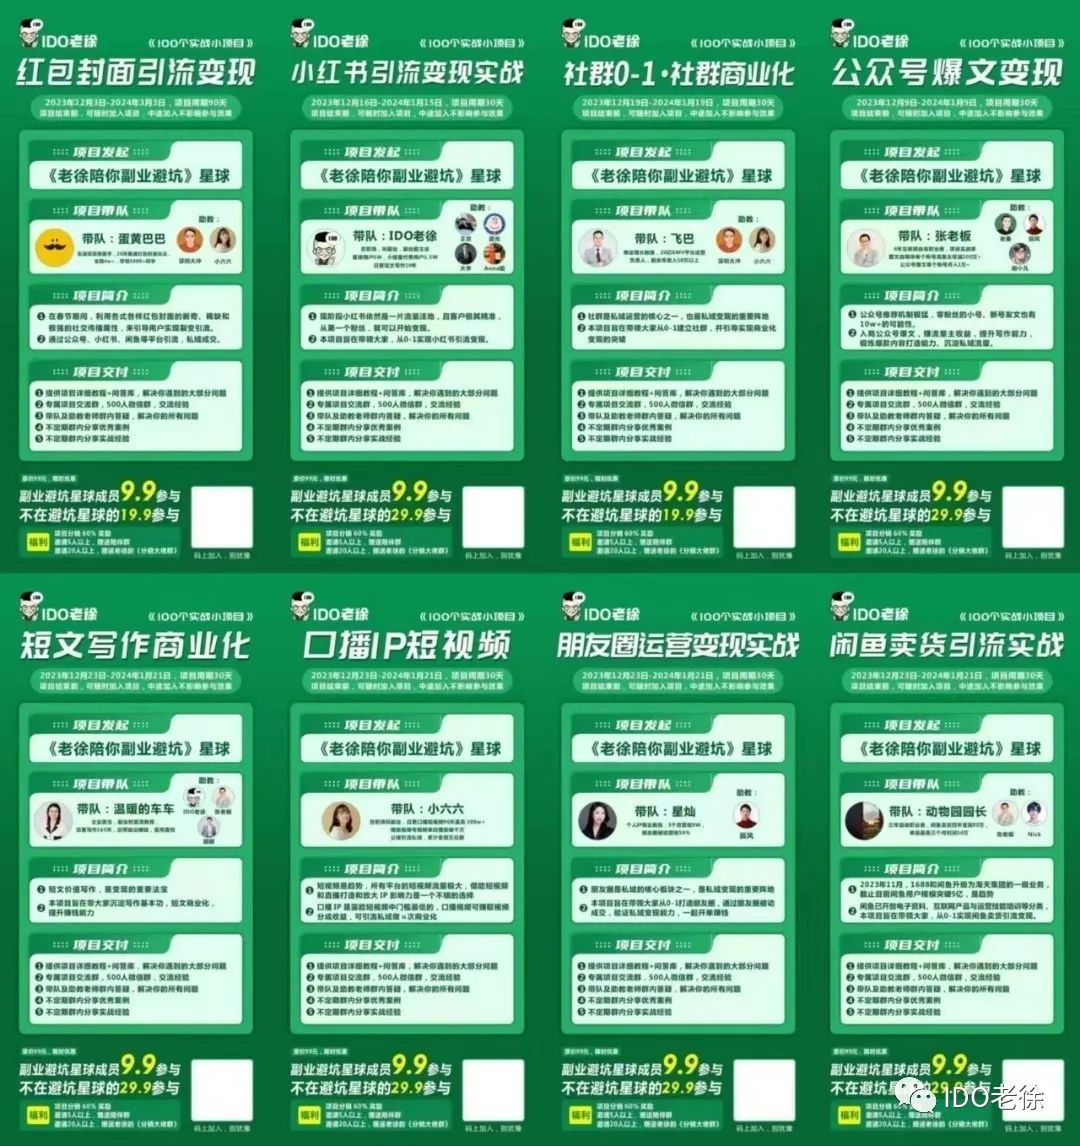 IDO老徐
《100个实战小项目》
红包封面引流变现
2023年12月3日-2024年3月3日，项目周期90天
项目结束前，可随时加入项目，中途加入不影响参与效果
项目发起
《老徐陪你副业避坑》星球
项目带队
助教：
带队：蛋黄巴巴
深圳大冲
小六六
项目简介
1 在春节期间，利用各式各样红包封面的新奇、稀缺和
极强的社交传播属性，来引导用户实现裂变引流。
2 通过公众号、小红书、闲鱼等平台引流，私域成交。
项目交付
1 提供项目详细教程+问答库，解决你遇到的大部分问题
2 专属项目交流群，500人微信群，交流经验
3 带队及助教老师群内答疑，解决你的所有问题
4 不定期群内分享优秀案例
5 不定期群内分享实战经验
原价99元，限时优惠
副业避坑星球成员9.9参与
不在避坑星球的19.9参与
福利
项目分销 60% 奖励
邀请5人以上，赠送陪伴群
邀请20人以上，赠送老徐的《分销大佬群》
码上加入，别犹豫
IDO老徐
《100个实战小项目》
小红书引流变现实战
2023年12月16日-2024年1月15日，项目周期30天
项目结束前，可随时加入项目，中途加入不影响参与效果
项目发起
《老徐陪你副业避坑》星球
项目带队
助教：
带队：IDO老徐
大宇
Anna姐
项目简介
1 现阶段小红书依然是一片流量洼地，且客户极其精准，
从第一个粉丝，就可以开始变现。
2 本项目旨在带领大家，从0-1实现小红书引流变现。
项目交付
1 提供项目详细教程+问答库，解决你遇到的大部分问题
2 专属项目交流群，500人微信群，交流经验
3 带队及助教老师群内答疑，解决你的所有问题
4 不定期群内分享优秀案例
5 不定期群内分享实战经验
原价99元，限时优惠
副业避坑星球成员9.9参与
不在避坑星球的29.9参与
福利
项目分销 60% 奖励
邀请5人以上，赠送陪伴群
邀请20人以上，赠送老徐的《分销大佬群》
码上加入，别犹豫
IDO老徐
《100个实战小项目》
社群0-1·社群商业化
2023年12月19日-2024年1月19日，项目周期30天
项目结束前，可随时加入项目，中途加入不影响参与效果
项目发起
《老徐陪你副业避坑》星球
项目带队
助教：
带队：飞巴
深圳大冲
小六六
项目简介
1 社群是私域运营的核心之一，也是私域变现的重要阵地
2 本项目旨在带领大家从0-1建立社群，并引导实现商业化
变现的突破
项目交付
1 提供项目详细教程+问答库，解决你遇到的大部分问题
2 专属项目交流群，500人微信群，交流经验
3 带队及助教老师群内答疑，解决你的所有问题
4 不定期群内分享优秀案例
5 不定期群内分享实战经验
原价99元，限时优惠
副业避坑星球成员9.9参与
不在避坑星球的19.9参与
福利
项目分销 60% 奖励
邀请5人以上，赠送陪伴群
邀请20人以上，赠送老徐的《分销大佬群》
码上加入，别犹豫
IDO老徐
《100个实战小项目》
公众号爆文变现
2023年12月9日-2024年1月9日，项目周期30天
项目结束前，可随时加入项目，中途加入不影响参与效果
项目发起
《老徐陪你副业避坑》星球
项目带队
助教：
带队：张老板
辰风
胡小凡
项目简介
1 公众号推荐机制极猛，零粉丝的小号、新号发文也有
10w+的可能性。
2 入局公众号爆文，赚流量主收益，提升写作能力，
锻炼爆款内容打造能力、沉淀私域流量。
项目交付
1 提供项目详细教程+问答库，解决你遇到的大部分问题
2 专属项目交流群，500人微信群，交流经验
3 带队及助教老师群内答疑，解决你的所有问题
4 不定期群内分享优秀案例
5 不定期群内分享实战经验
原价99元，限时优惠
副业避坑星球成员9.9参与
不在避坑星球的29.9参与
福利
项目分销 60% 奖励
邀请5人以上，赠送陪伴群
邀请20人以上，赠送老徐的《分销大佬群》
码上加入，别犹豫
IDO老徐
《100个实战小项目》
短文写作商业化
2023年12月23日-2024年1月21日，项目周期30天
项目结束前，可随时加入项目，中途加入不影响参与效果
项目发起
《老徐陪你副业避坑》星球
项目带队
助教：
带队：温暖的车车
IDO老徐
张老板
项目简介
1 短文价值写作，是变现的重要法宝
2 本项目旨在带大家沉淀写作基本功，短文商业化，
提升赚钱能力
项目交付
1 提供项目详细教程+问答库，解决你遇到的大部分问题
2 专属项目交流群，500人微信群，交流经验
3 带队及助教老师群内答疑，解决你的所有问题
4 不定期群内分享优秀案例
5 不定期群内分享实战经验
原价99元，限时优惠
副业避坑星球成员9.9参与
不在避坑星球的29.9参与
福利
项目分销 60% 奖励
邀请5人以上，赠送陪伴群
邀请20人以上，赠送老徐的《分销大佬群》
码上加入，别犹豫
IDO老徐
《100个实战小项目》
口播IP短视频
2023年12月23日-2024年1月21日，项目周期30天
项目结束前，可随时加入项目，中途加入不影响参与效果
项目发起
《老徐陪你副业避坑》星球
项目带队
带队：小六六
项目简介
1 短视频是趋势，所有平台的短视频流量极大，借助短视频
和直播打造和放大 IP 影响力是一个不错的选择
2 口播 IP 是露脸短视频中门槛最低的，口播视频可赚取视频
分成收益，可引流私域做 N 次商业化
项目交付
1 提供项目详细教程+问答库，解决你遇到的大部分问题
2 专属项目交流群，500人微信群，交流经验
3 带队及助教老师群内答疑，解决你的所有问题
4 不定期群内分享优秀案例
5 不定期群内分享实战经验
原价99元，限时优惠
副业避坑星球成员9.9参与
不在避坑星球的29.9参与
福利
项目分销 60% 奖励
邀请5人以上，赠送陪伴群
邀请20人以上，赠送老徐的《分销大佬群》
码上加入，别犹豫
IDO老徐
《100个实战小项目》
朋友圈运营变现实战
2023年12月23日-2024年1月21日，项目周期30天
项目结束前，可随时加入项目，中途加入不影响参与效果
项目发起
《老徐陪你副业避坑》星球
项目带队
助教：
带队：星灿
辰风
项目简介
1 朋友圈是私域的核心板块之一，是私域变现的重要阵地
2 本项目旨在带领大家从0-1打造朋友圈，通过朋友圈被动
成交，验证私域变现能力，一起开单赚钱
项目交付
1 提供项目详细教程+问答库，解决你遇到的大部分问题
2 专属项目交流群，500人微信群，交流经验
3 带队及助教老师群内答疑，解决你的所有问题
4 不定期群内分享优秀案例
5 不定期群内分享实战经验
原价99元，限时优惠
副业避坑星球成员9.9参与
不在避坑星球的29.9参与
福利
项目分销 60% 奖励
邀请5人以上，赠送陪伴群
邀请20人以上，赠送老徐的《分销大佬群》
码上加入，别犹豫
IDO老徐
《100个实战小项目》
闲鱼卖货引流实战
2023年12月23日-2024年1月21日，项目周期30天
项目结束前，可随时加入项目，中途加入不影响参与效果
项目发起
《老徐陪你副业避坑》星球
项目带队
助教：
带队：动物园园长
张老板
Nick
项目简介
1 2023年11月，1688和闲鱼升级为淘天集团的一级业务，
截止目前闲鱼用户规模突破5亿，是趋势
2 闲鱼已开放电子资料、互联网产品与运营技能培训等分类，
本项目旨在带领大家，从0-1实现闲鱼卖货引流变现。
项目交付
1 提供项目详细教程+问答库，解决你遇到的大部分问题
2 专属项目交流群，500人微信群，交流经验
3 带队及助教老师群内答疑，解决你的所有问题
4 不定期群内分享优秀案例
5 不定期群内分享实战经验
原价99元，限时优惠
副业避坑星球成员9.9参与
不在避坑星球的29.9参与
福利
项目分销 60% 奖励
邀请5人以上，赠送陪伴群
邀请20人以上，赠送老徐的《分销大佬群》
码上加入，别犹豫
IDO老徐